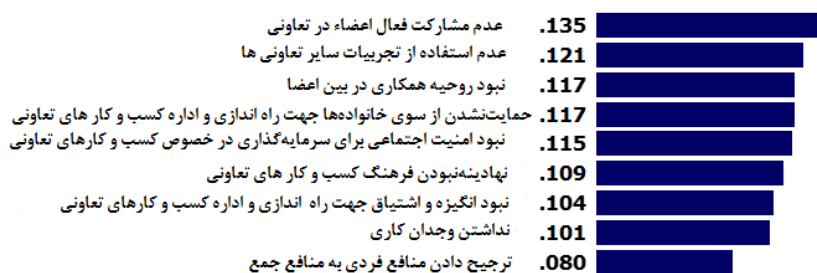 عدم مشارکت فعال اعضاء در تعاونی .135
عدم استفاده از تجربیات سایر تعاونی ها .121
نبود روحیه همکاری در بین اعضا .117
حمایت‌نشدن از سوی خانواده‌ها جهت راه اندازی و اداره کسب و کار های تعاونی .117
نبود امنیت اجتماعی برای سرمایه‌گذاری در خصوص کسب و کارهای تعاونی .115
نهادینه‌نبودن فرهنگ کسب و کار های تعاونی .109
نبود انگیزه و اشتیاق جهت راه اندازی و اداره کسب و کارهای تعاونی .104
نداشتن وجدان کاری .101
ترجیح دادن منافع فردی به منافع جمع .080